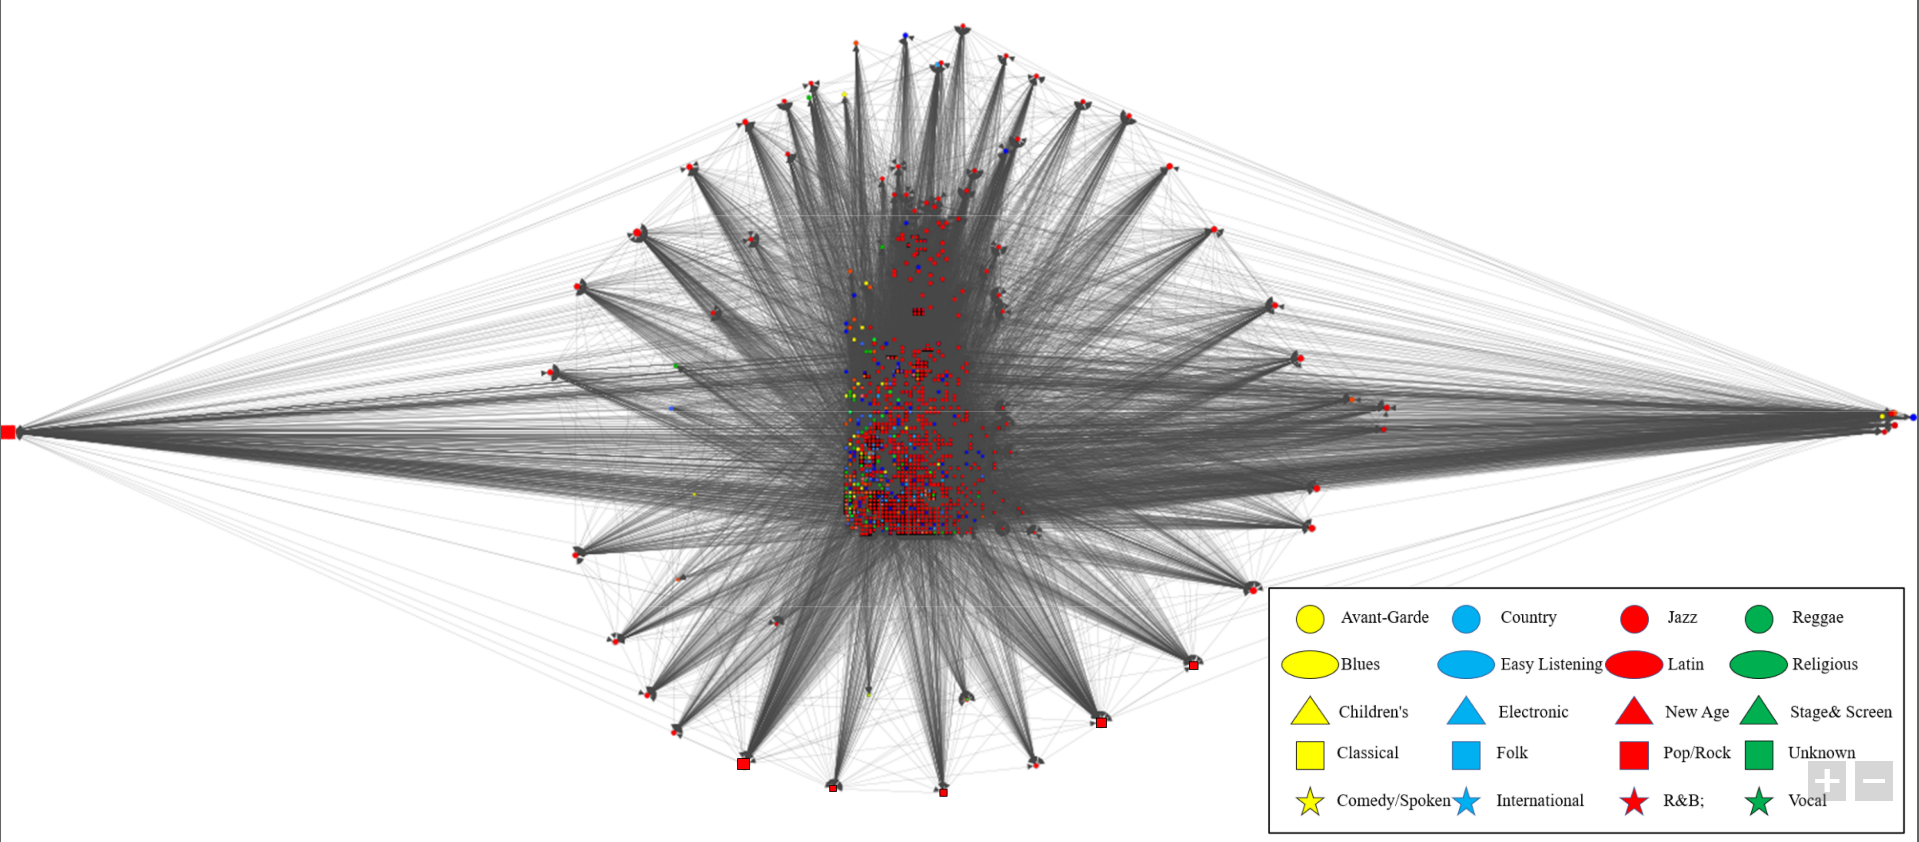 Avant-Garde Country Jazz Reggae
Blues Easy Listening Latin Religious
Children's Electronic New Age Stage& Screen
Classical Folk Pop/Rock Unknown
Comedy/Spoken International R&B; Vocal